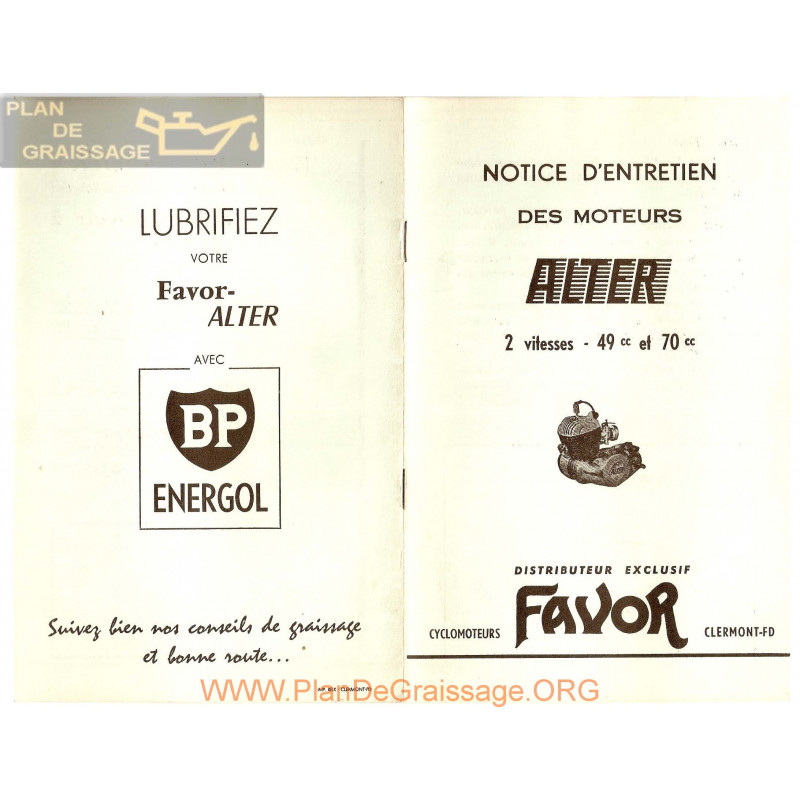 PLAN
DE
GRAISSAGE
LUBRIFIEZ
VOTRE
Favor-
ALTER
AVEC
BP
ENERGOL
Suivez bien nos conseils de graissage
et bonne route...
NOTICE D'ENTRETIEN
DES MOTEURS
ALTER
2 vitesses - 49 cc et 70 cc
DISTRIBUTEUR EXCLUSIF
CYCLOMOTEURS FAVOR CLERMONT-FD
www.PlanDeGraissage.ORG